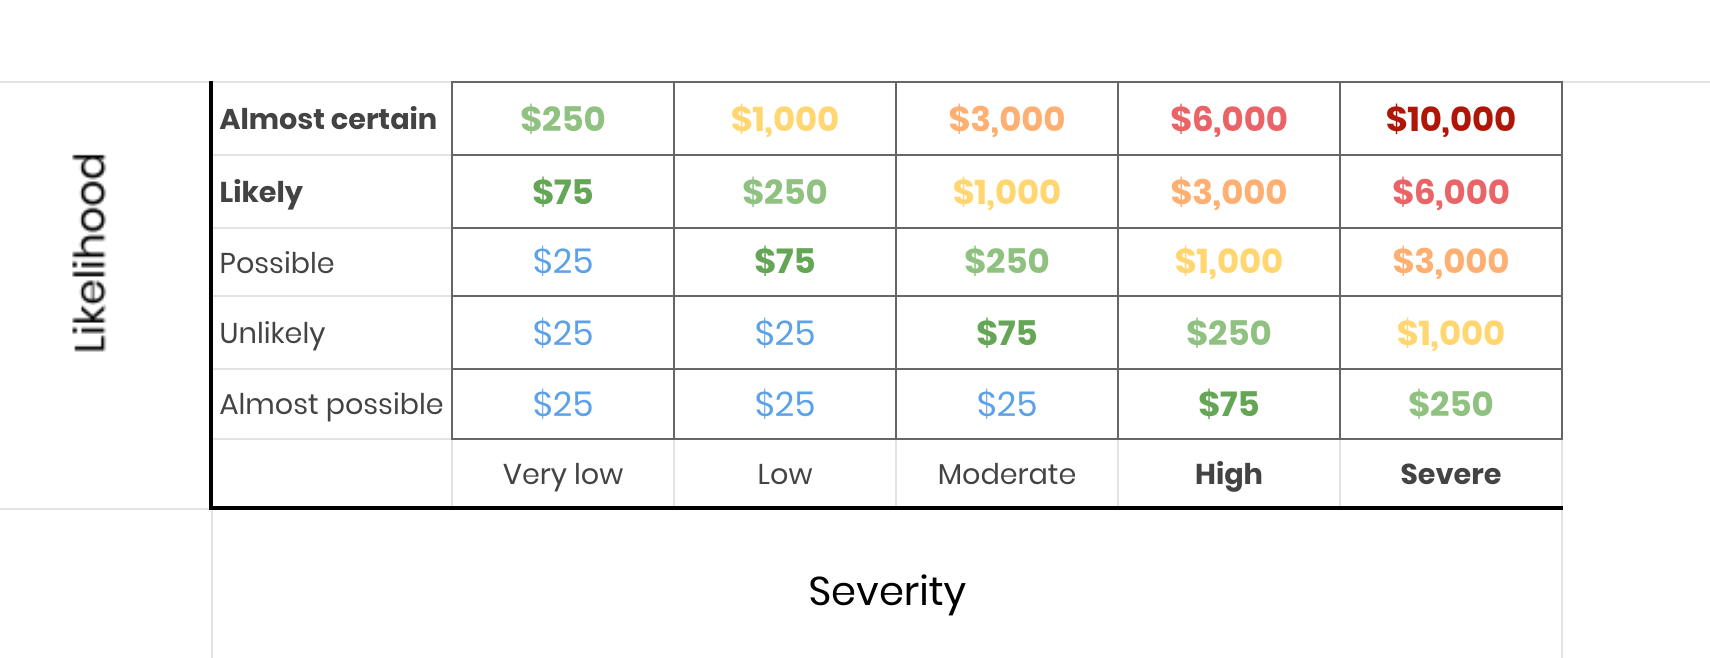 Likelihood
Almost certain $250 $1,000 $3,000 $6,000 $10,000
Likely $75 $250 $1,000 $3,000 $6,000
Possible $25 $75 $250 $1,000 $3,000
Unlikely $25 $25 $75 $250 $1,000
Almost possible $25 $25 $25 $75 $250
Very low Low Moderate High Severe
Severity